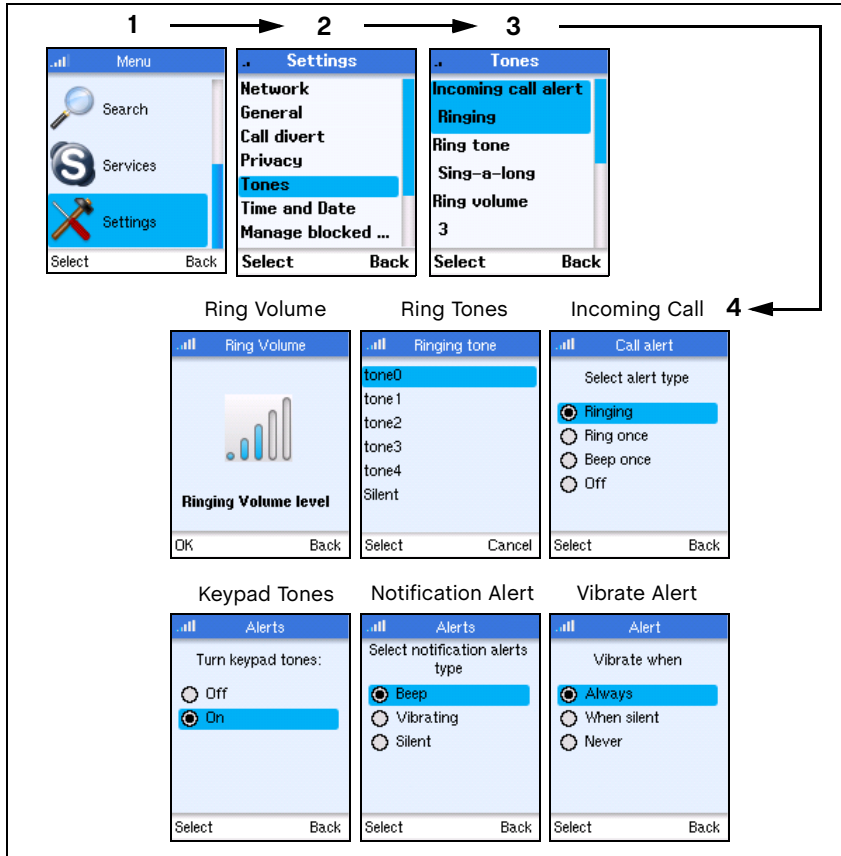 1 2 3
Menu
Search
Services
Settings
Select Back
Settings
Network
General
Call divert
Privacy
Tones
Time and Date
Manage blocked ...
Select Back
Tones
Incoming call alert
Ringing
Ring tone
Sing-a-long
Ring volume
3
Select Back
4
Ring Volume
Ring Volume
Ringing Volume level
OK Back
Ring Tones
Ringing tone
tone0
tone1
tone2
tone3
tone4
Silent
Select Cancel
Incoming Call
Call alert
Select alert type
Ringing
Ring once
Beep once
Off
Select Back
Keypad Tones
Alerts
Turn keypad tones:
Off
On
Select Back
Notification Alert
Alerts
Select notification alerts
type
Beep
Vibrating
Silent
Select Back
Vibrate Alert
Alert
Vibrate when
Always
When silent
Never
Select Back